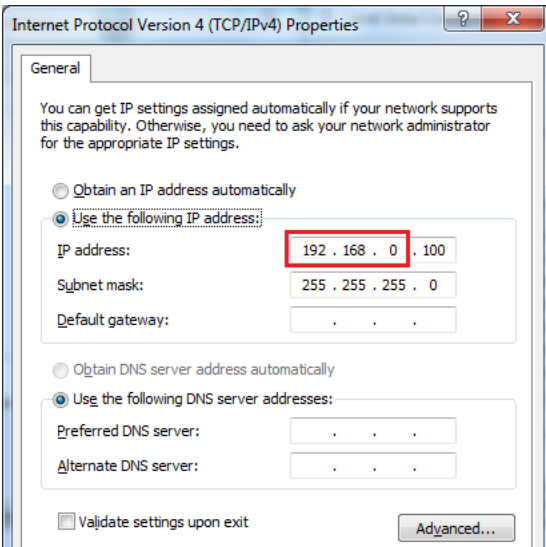 Internet Protocol Version 4 (TCP/IPv4) Properties
General
You can get IP settings assigned automatically if your network supports
this capability. Otherwise, you need to ask your network administrator
for the appropriate IP settings.
Obtain an IP address automatically
Use the following IP address:
IP address: 192 . 168 . 0 . 100
Subnet mask: 255 . 255 . 255 . 0
Default gateway: . . .
Obtain DNS server address automatically
Use the following DNS server addresses:
Preferred DNS server: . . .
Alternate DNS server: . . .
Validate settings upon exit
Advanced...